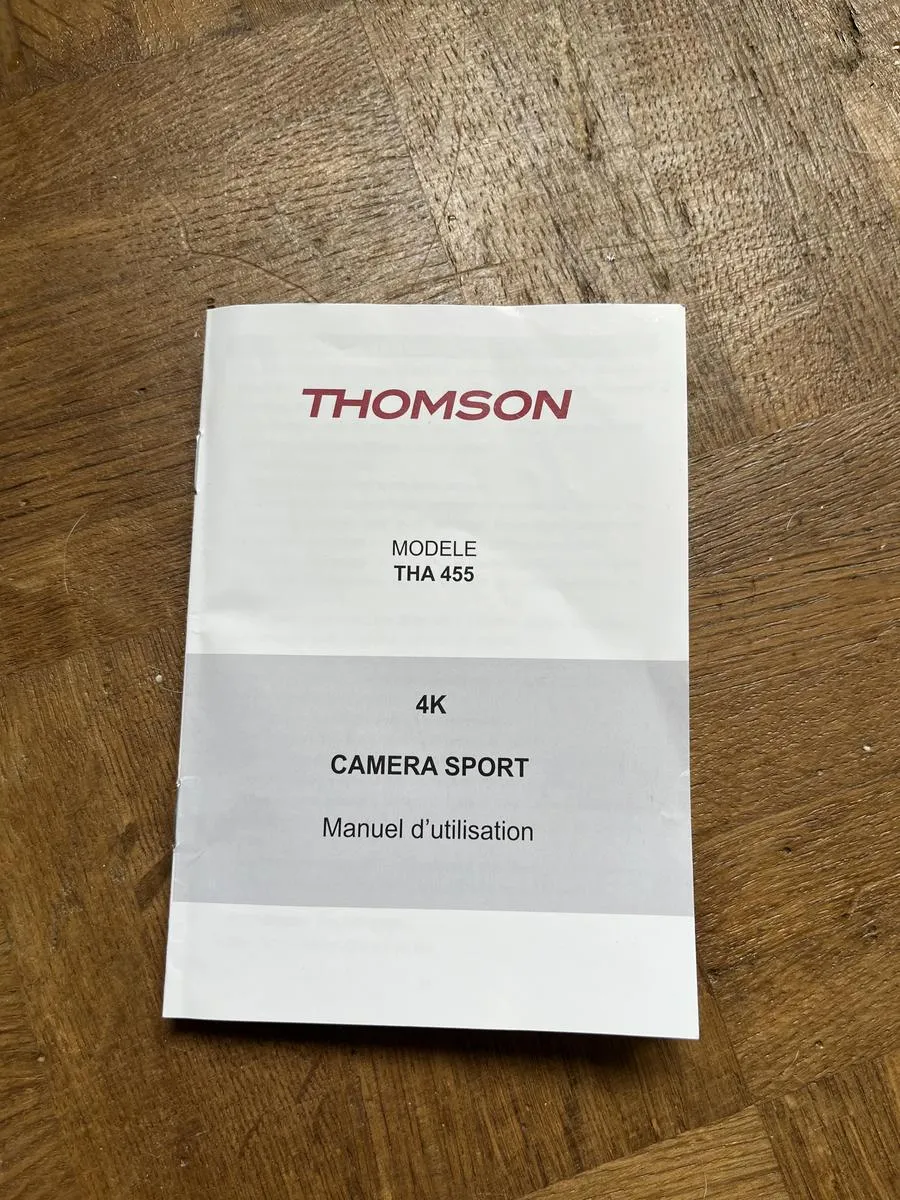 THOMSON
MODELE
THA 455
4K
CAMERA SPORT
Manuel d’utilisation